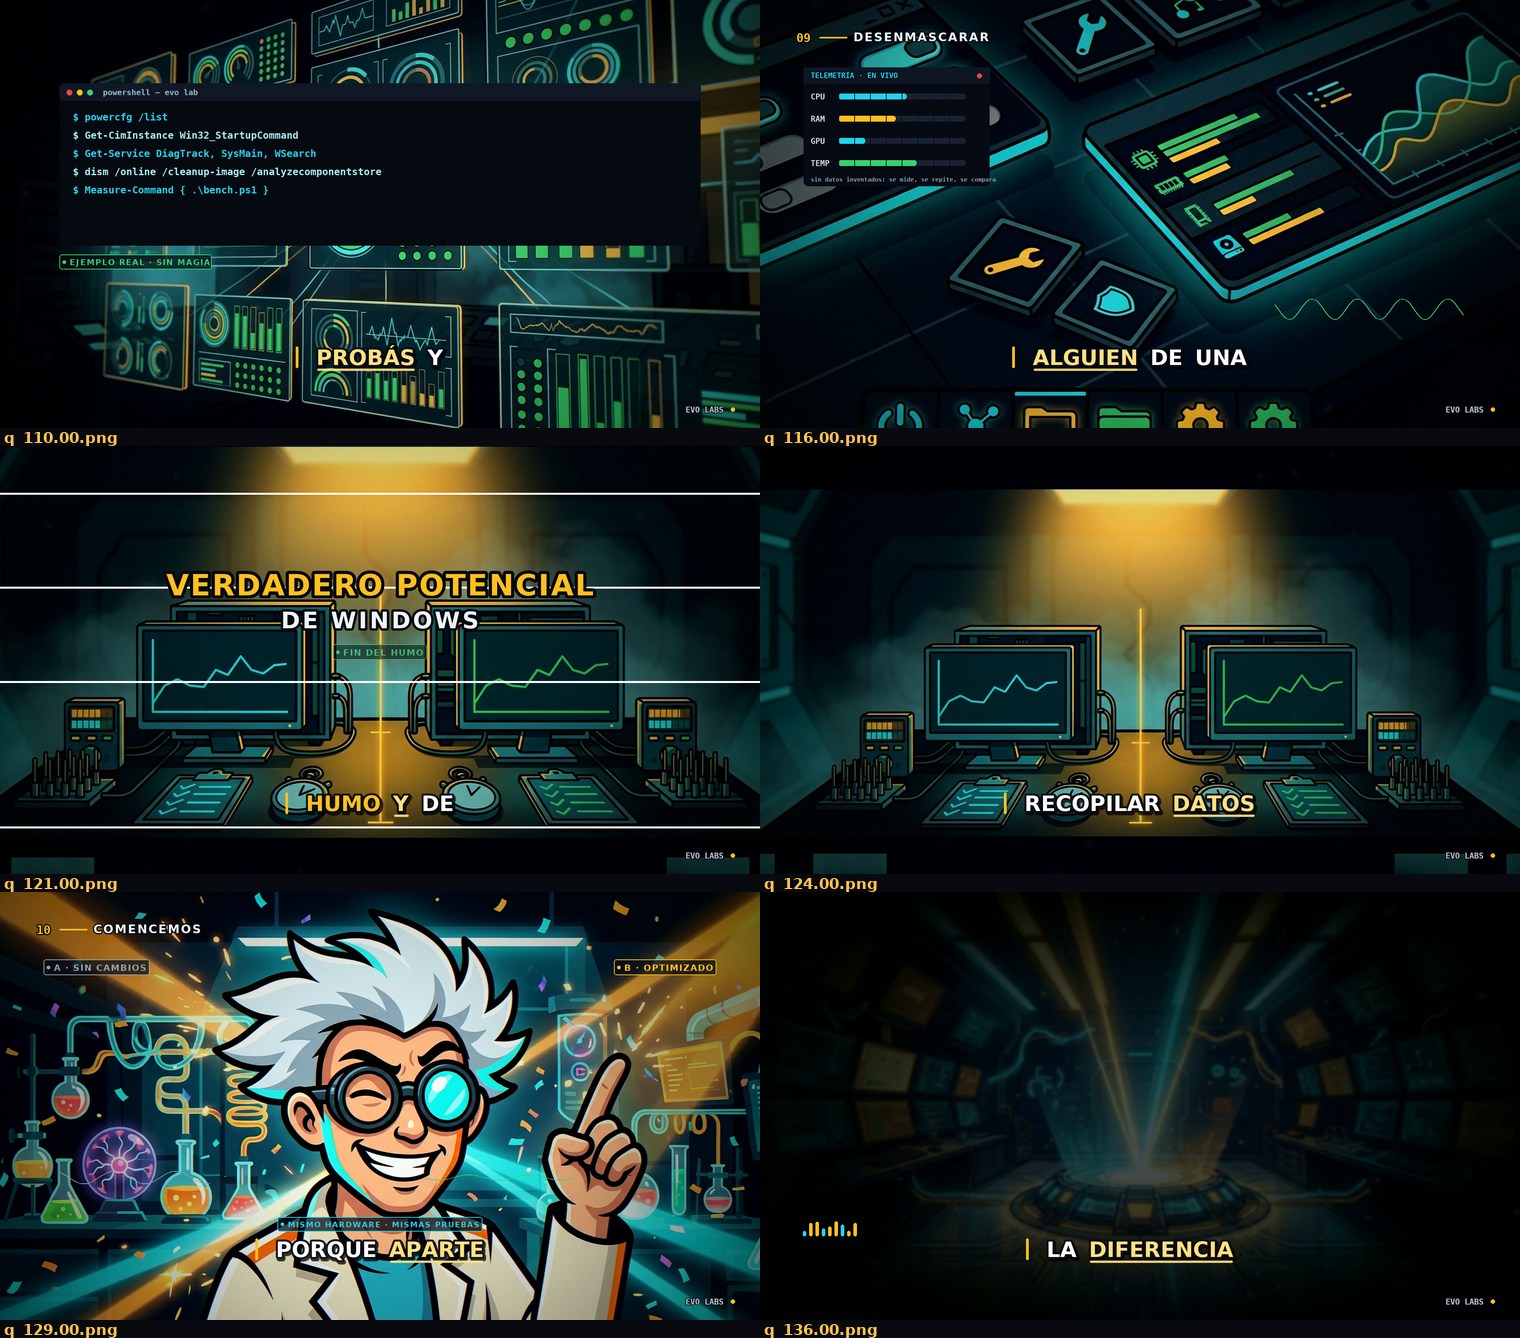 powershell — evo lab
$ powercfg /list
$ Get-CimInstance Win32_StartupCommand
$ Get-Service DiagTrack, SysMain, WSearch
$ dism /online /cleanup-image /analyzecomponentstore
$ Measure-Command { .\bench.ps1 }
• EJEMPLO REAL · SIN MAGIA
PROBÁS Y
EVO LABS
q 110.00.png
09 DESENMASCARAR
TELEMETRÍA · EN VIVO
CPU
RAM
GPU
TEMP
sin datos inventados: se mide, se repite, se compara
ALGUIEN DE UNA
EVO LABS
q 116.00.png
VERDADERO POTENCIAL
DE WINDOWS
• FIN DEL HUMO
HUMO Y DE
EVO LABS
q 121.00.png
RECOPILAR DATOS
EVO LABS
q 124.00.png
10 COMENCEMOS
• A · SIN CAMBIOS
• B · OPTIMIZADO
• MISMO HARDWARE · MISMAS PRUEBAS
PORQUE APARTE
EVO LABS
q 129.00.png
LA DIFERENCIA
EVO LABS
q 136.00.png